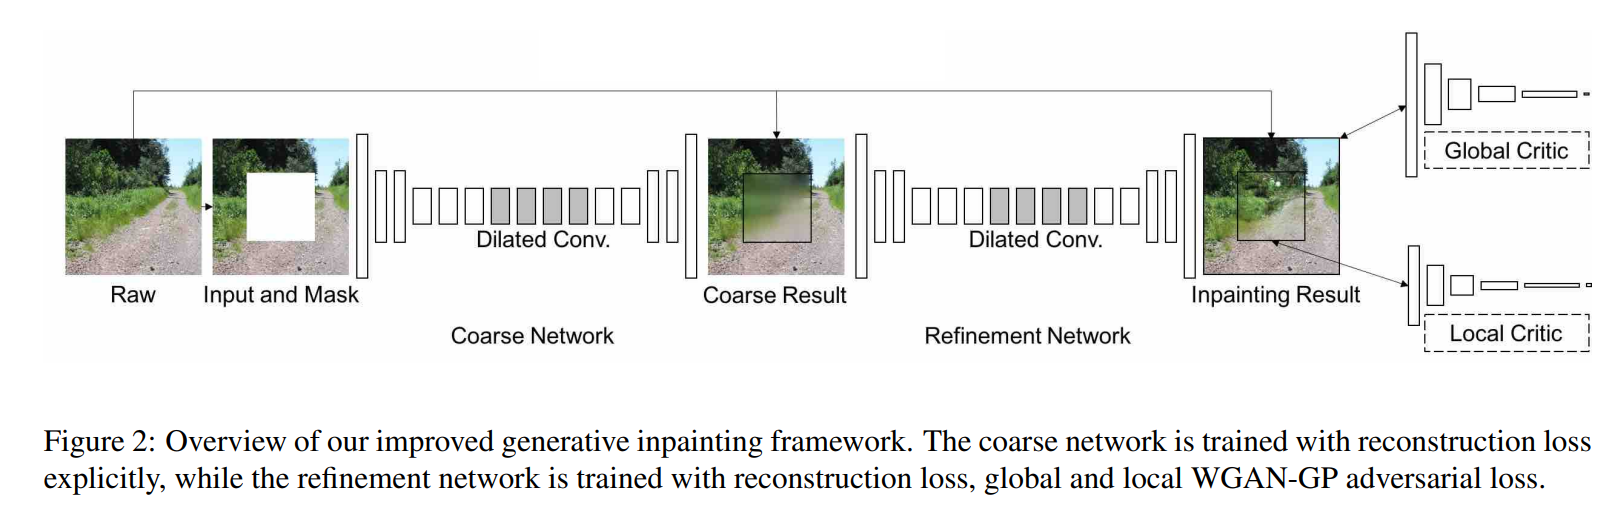 Raw
Input and Mask
Dilated Conv.
Coarse Network
Coarse Result
Dilated Conv.
Refinement Network
Inpainting Result
Global Critic
Local Critic
Figure 2: Overview of our improved generative inpainting framework. The coarse network is trained with reconstruction loss
explicitly, while the refinement network is trained with reconstruction loss, global and local WGAN-GP adversarial loss.